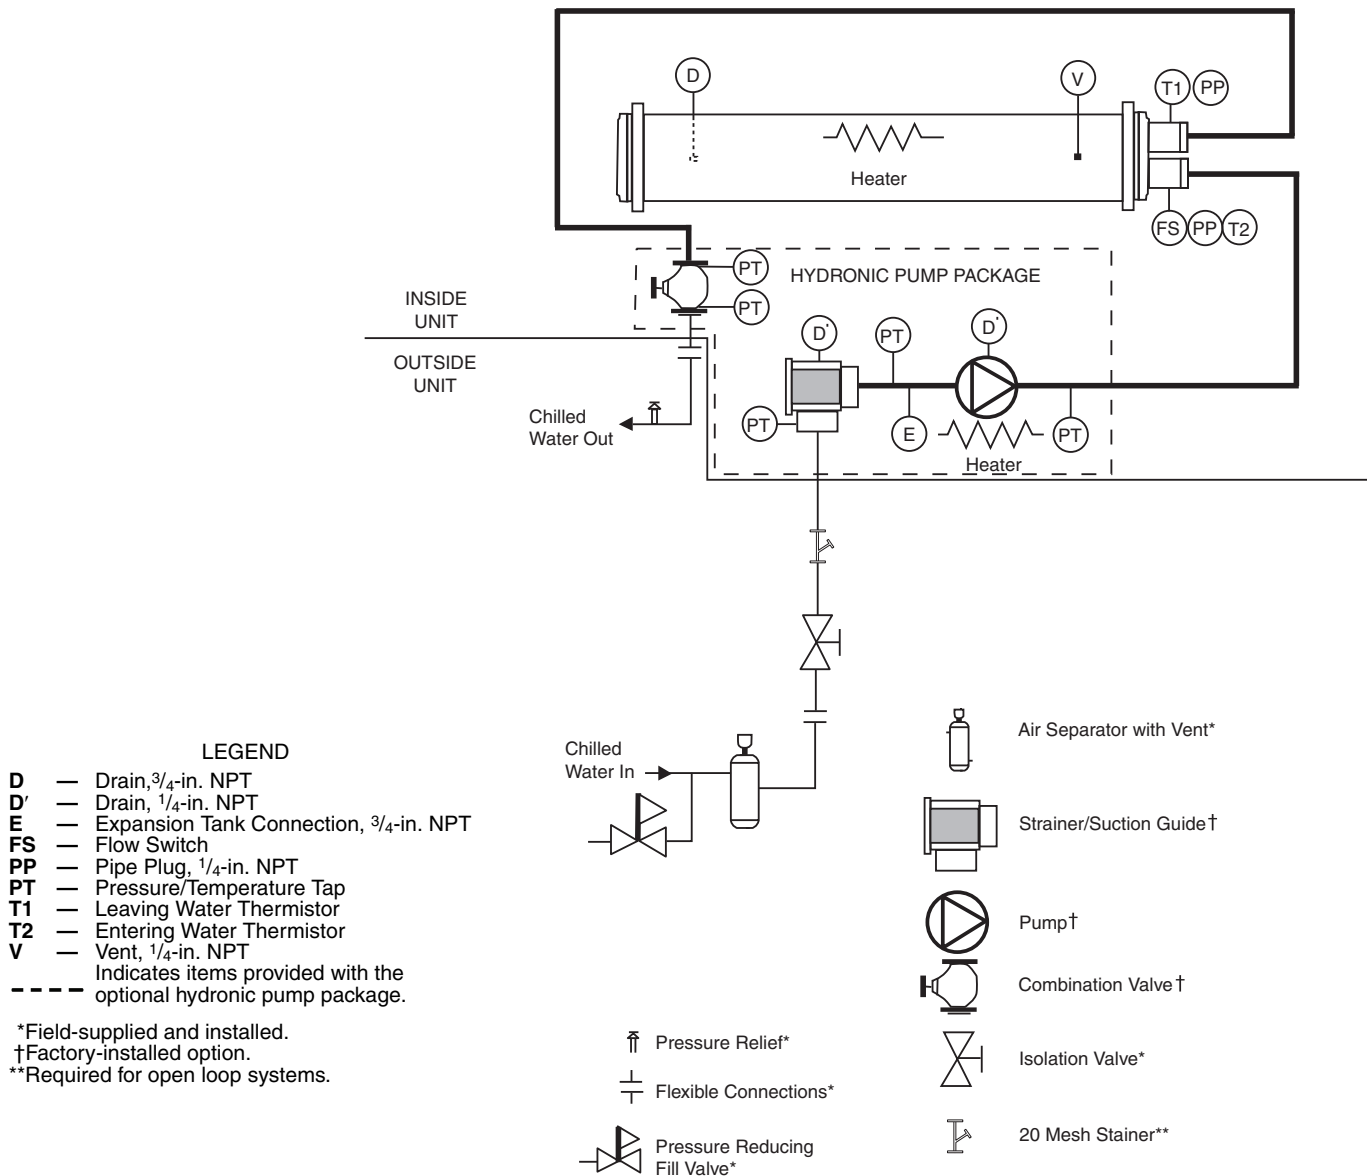 D
V
T1 PP
Heater
FS PP T2
PT
HYDRONIC PUMP PACKAGE
PT
INSIDE
UNIT
OUTSIDE
UNIT
D'
PT
D'
Chilled
Water Out
PT
E
PT
Heater
Chilled
Water In
LEGEND
D — Drain,3/4-in. NPT
D′ — Drain, 1/4-in. NPT
E — Expansion Tank Connection, 3/4-in. NPT
FS — Flow Switch
PP — Pipe Plug, 1/4-in. NPT
PT — Pressure/Temperature Tap
T1 — Leaving Water Thermistor
T2 — Entering Water Thermistor
V — Vent, 1/4-in. NPT
Indicates items provided with the
optional hydronic pump package.
*Field-supplied and installed.
†Factory-installed option.
**Required for open loop systems.
Pressure Relief*
Flexible Connections*
Pressure Reducing
Fill Valve*
Air Separator with Vent*
Strainer/Suction Guide†
Pump†
Combination Valve†
Isolation Valve*
20 Mesh Stainer**